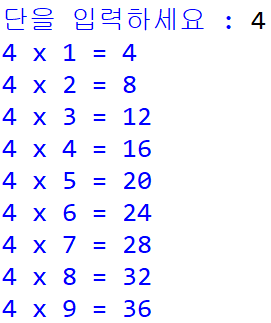 단을 입력하세요 : 4
4 x 1 = 4
4 x 2 = 8
4 x 3 = 12
4 x 4 = 16
4 x 5 = 20
4 x 6 = 24
4 x 7 = 28
4 x 8 = 32
4 x 9 = 36